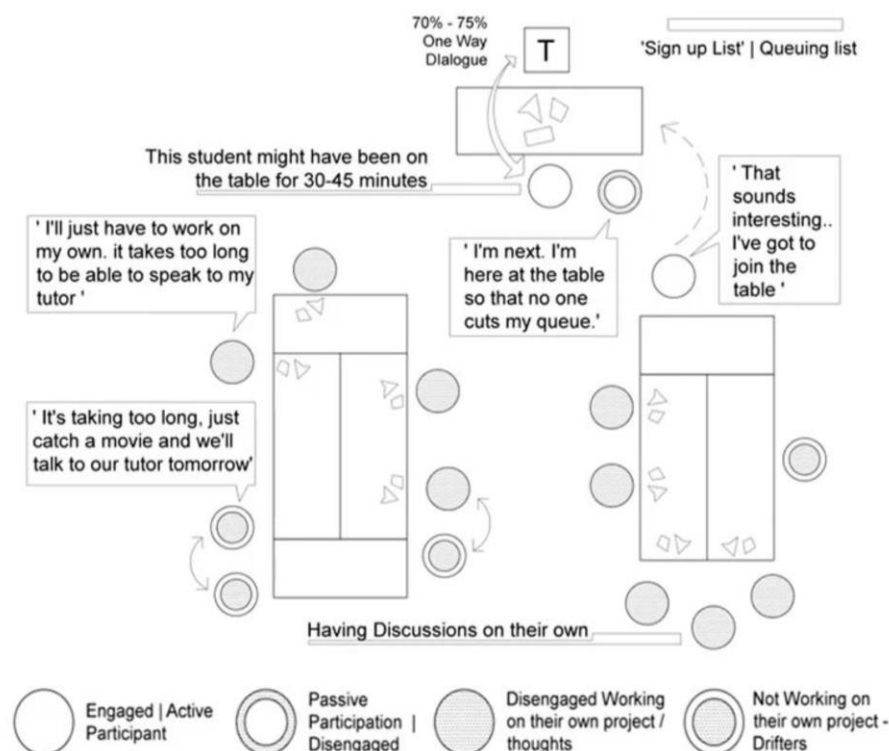 70% - 75%
One Way
DIalogue
T
'Sign up List' | Queuing list
This student might have been on
the table for 30-45 minutes
' That
sounds
interesting..
I've got to
join the
table '
' I'll just have to work on
my own. it takes too long
to be able to speak to my
tutor '
' I'm next. I'm
here at the table
so that no one
cuts my queue.'
' It's taking too long, just
catch a movie and we'll
talk to our tutor tomorrow'
Having Discussions on their own
Engaged | Active
Participant
Passive
Participation |
Disengaged
Disengaged Working
on their own project /
thoughts
Not Working on
their own project -
Drifters